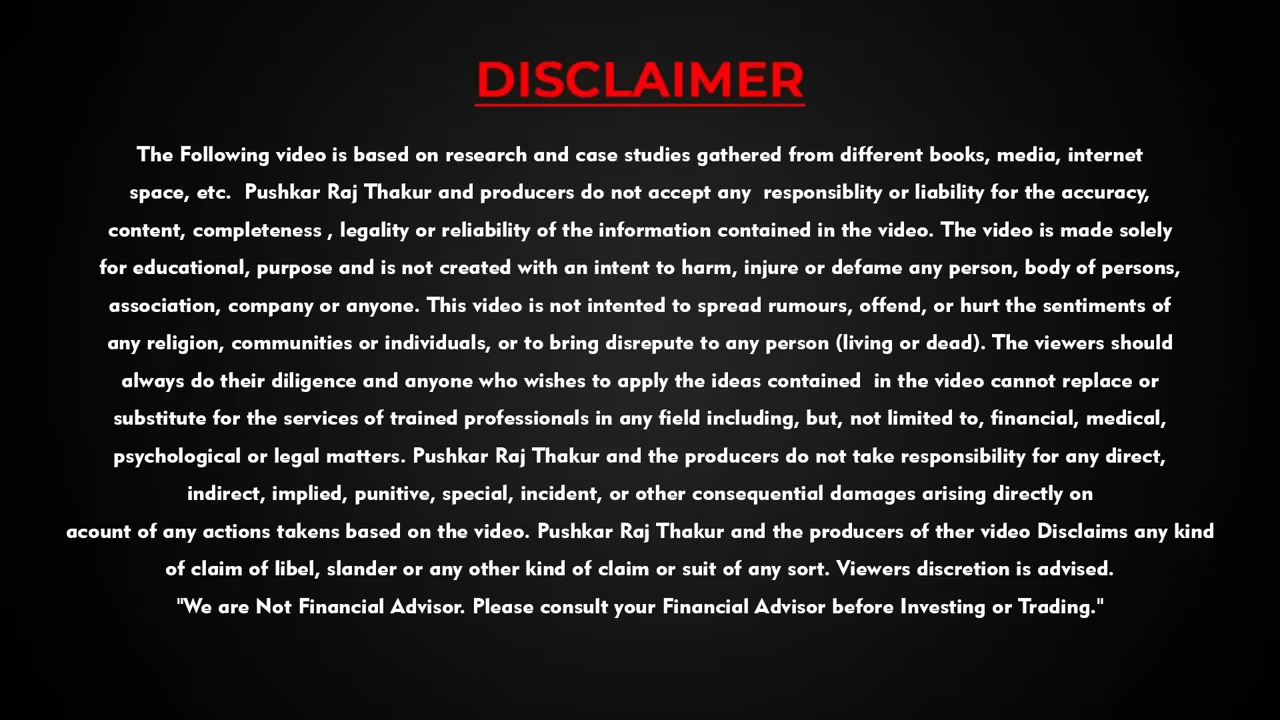 DISCLAIMER
The Following video is based on research and case studies gathered from different books, media, internet
space, etc.  Pushkar Raj Thakur and producers do not accept any  responsiblity or liability for the accuracy,
content, completeness , legality or reliability of the information contained in the video. The video is made solely
for educational, purpose and is not created with an intent to harm, injure or defame any person, body of persons,
association, company or anyone. This video is not intented to spread rumours, offend, or hurt the sentiments of
any religion, communities or individuals, or to bring disrepute to any person (living or dead). The viewers should
always do their diligence and anyone who wishes to apply the ideas contained  in the video cannot replace or
substitute for the services of trained professionals in any field including, but, not limited to, financial, medical,
psychological or legal matters. Pushkar Raj Thakur and the producers do not take responsibility for any direct,
indirect, implied, punitive, special, incident, or other consequential damages arising directly on
acount of any actions takens based on the video. Pushkar Raj Thakur and the producers of ther video Disclaims any kind
of claim of libel, slander or any other kind of claim or suit of any sort. Viewers discretion is advised.
"We are Not Financial Advisor. Please consult your Financial Advisor before Investing or Trading."